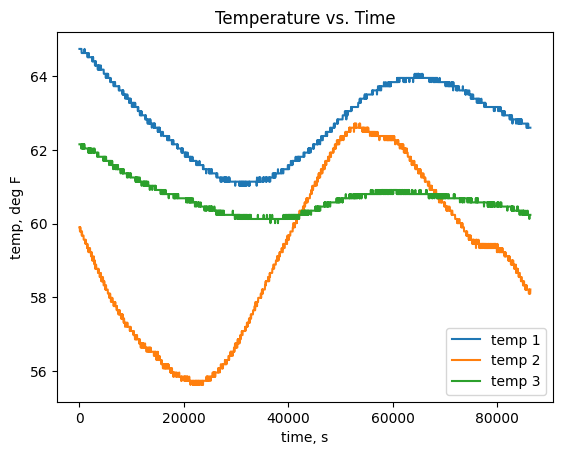 Temperature vs. Time
temp, deg F
64
62
60
58
56
0 20000 40000 60000 80000
time, s
temp 1
temp 2
temp 3